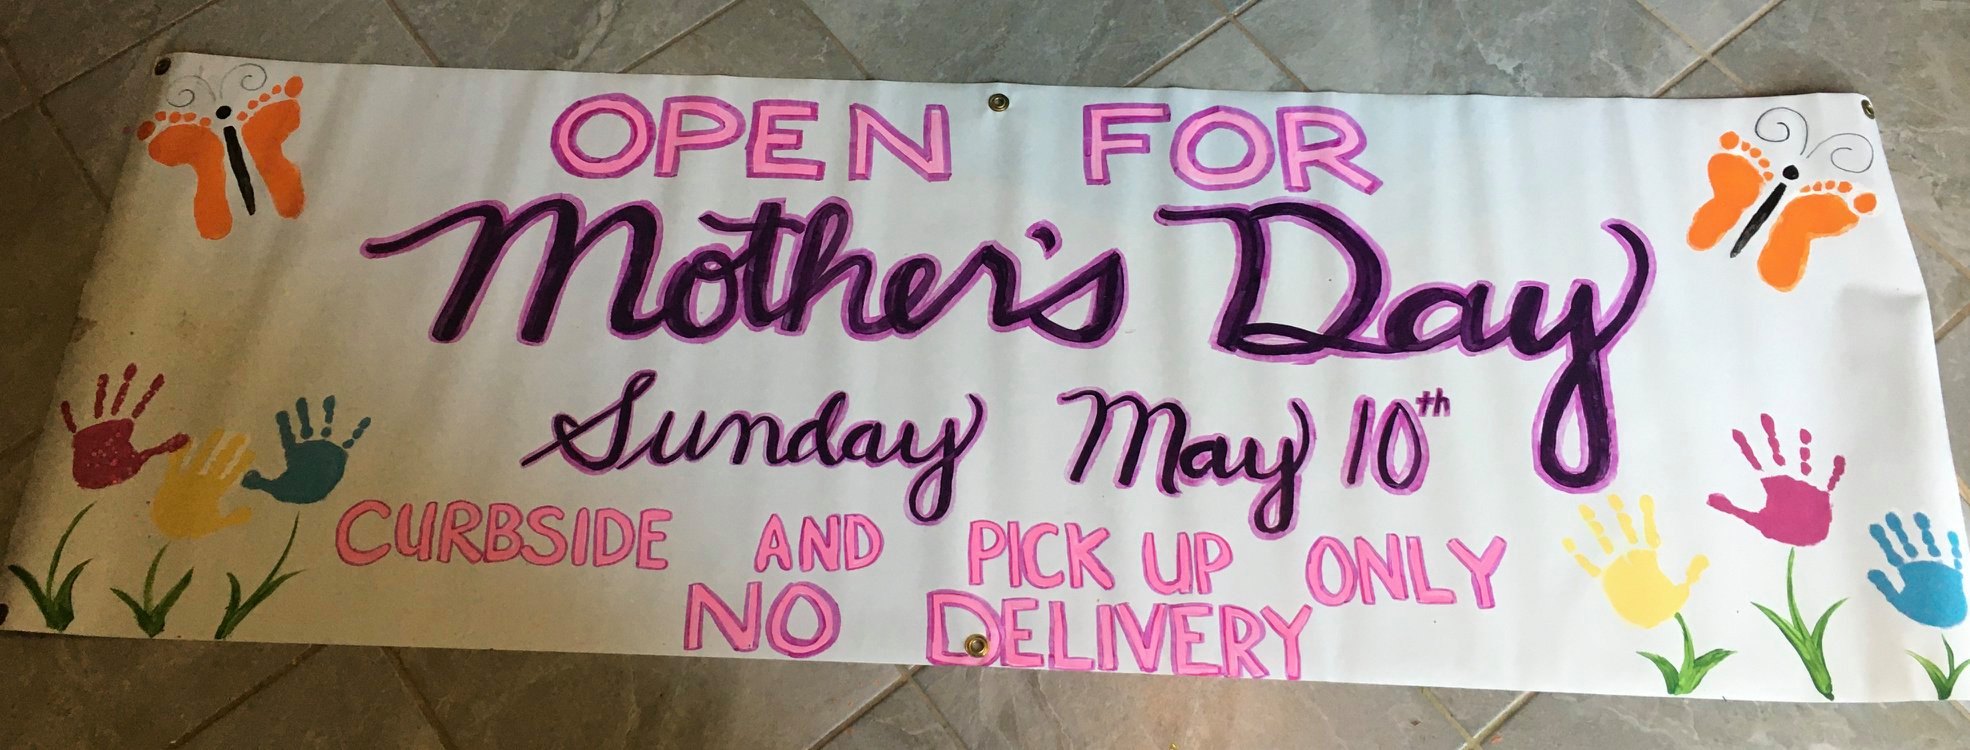 OPEN FOR
Mother's Day
Sunday May 10th
CURBSIDE AND PICK UP ONLY
NO DELIVERY